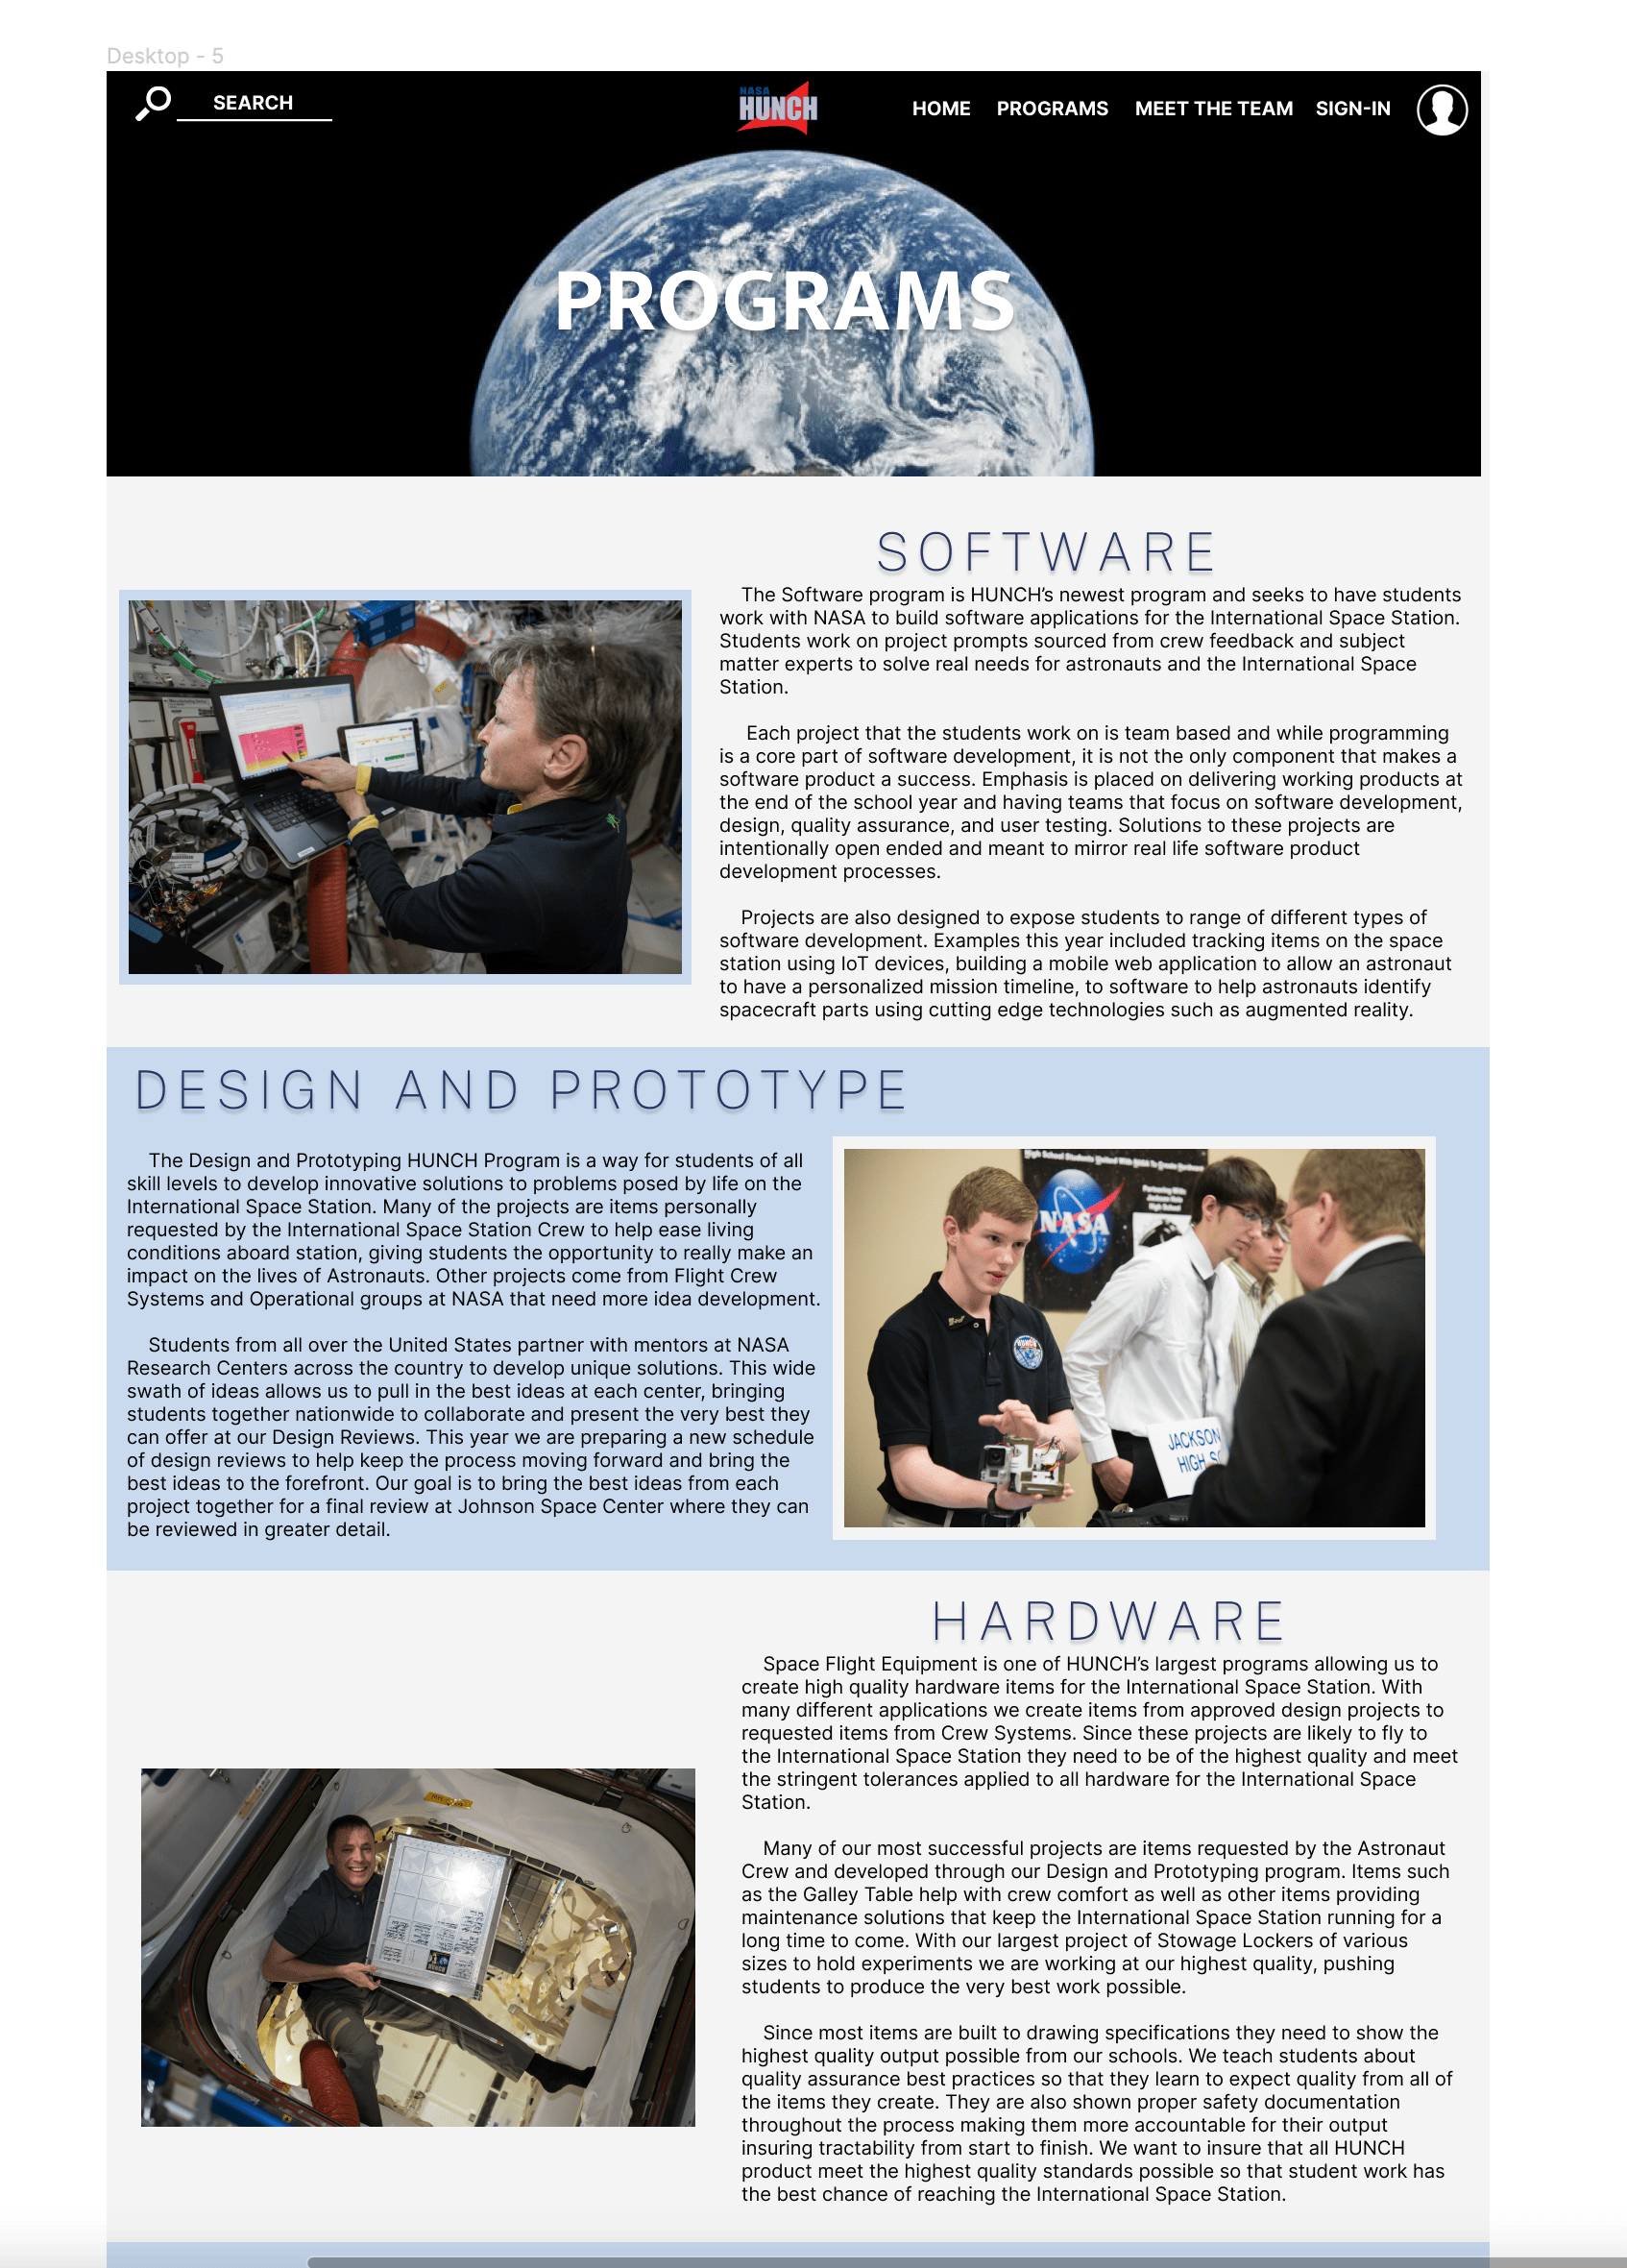 Desktop - 5
SEARCH
NASA
HUNCH
HOME PROGRAMS MEET THE TEAM SIGN-IN
PROGRAMS
SOFTWARE
The Software program is HUNCH’s newest program and seeks to have students
work with NASA to build software applications for the International Space Station.
Students work on project prompts sourced from crew feedback and subject
matter experts to solve real needs for astronauts and the International Space
Station.
Each project that the students work on is team based and while programming
is a core part of software development, it is not the only component that makes a
software product a success. Emphasis is placed on delivering working products at
the end of the school year and having teams that focus on software development,
design, quality assurance, and user testing. Solutions to these projects are
intentionally open ended and meant to mirror real life software product
development processes.
Projects are also designed to expose students to range of different types of
software development. Examples this year included tracking items on the space
station using IoT devices, building a mobile web application to allow an astronaut
to have a personalized mission timeline, to software to help astronauts identify
spacecraft parts using cutting edge technologies such as augmented reality.
DESIGN AND PROTOTYPE
The Design and Prototyping HUNCH Program is a way for students of all
skill levels to develop innovative solutions to problems posed by life on the
International Space Station. Many of the projects are items personally
requested by the International Space Station Crew to help ease living
conditions aboard station, giving students the opportunity to really make an
impact on the lives of Astronauts. Other projects come from Flight Crew
Systems and Operational groups at NASA that need more idea development.
Students from all over the United States partner with mentors at NASA
Research Centers across the country to develop unique solutions. This wide
swath of ideas allows us to pull in the best ideas at each center, bringing
students together nationwide to collaborate and present the very best they
can offer at our Design Reviews. This year we are preparing a new schedule
of design reviews to help keep the process moving forward and bring the
best ideas to the forefront. Our goal is to bring the best ideas from each
project together for a final review at Johnson Space Center where they can
be reviewed in greater detail.
High School Students United With NASA To Create Hardware
NASA
HUNCH
JACKSON
HIGH SC
HARDWARE
Space Flight Equipment is one of HUNCH’s largest programs allowing us to
create high quality hardware items for the International Space Station. With
many different applications we create items from approved design projects to
requested items from Crew Systems. Since these projects are likely to fly to
the International Space Station they need to be of the highest quality and meet
the stringent tolerances applied to all hardware for the International Space
Station.
Many of our most successful projects are items requested by the Astronaut
Crew and developed through our Design and Prototyping program. Items such
as the Galley Table help with crew comfort as well as other items providing
maintenance solutions that keep the International Space Station running for a
long time to come. With our largest project of Stowage Lockers of various
sizes to hold experiments we are working at our highest quality, pushing
students to produce the very best work possible.
Since most items are built to drawing specifications they need to show the
highest quality output possible from our schools. We teach students about
quality assurance best practices so that they learn to expect quality from all of
the items they create. They are also shown proper safety documentation
throughout the process making them more accountable for their output
insuring tractability from start to finish. We want to insure that all HUNCH
product meet the highest quality standards possible so that student work has
the best chance of reaching the International Space Station.
HUNCH